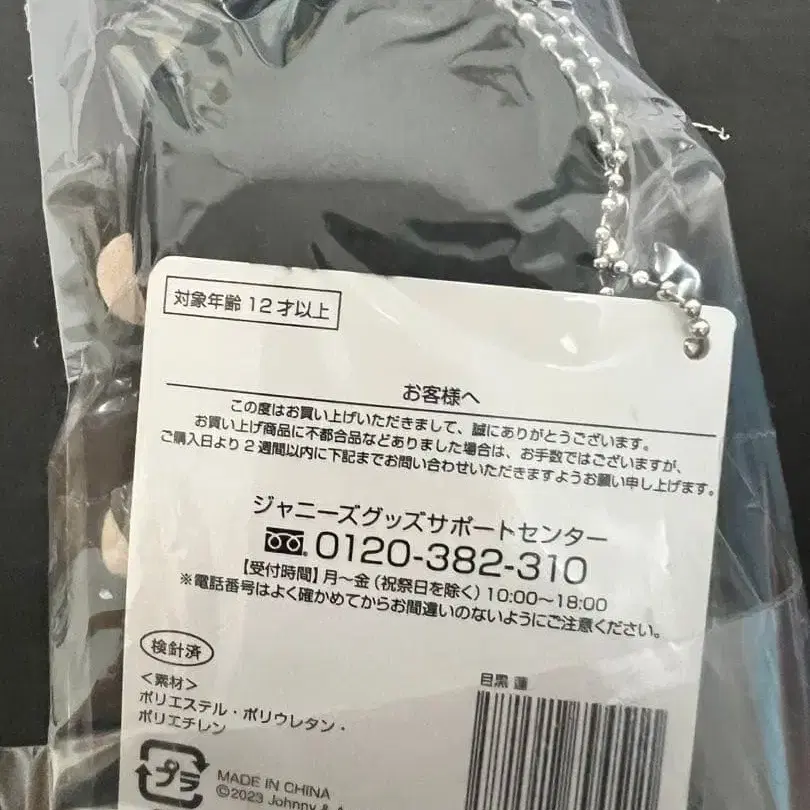 対象年齢12才以上
お客様へ
この度はお買い上げいただきまして、誠にありがとうございます。
お買い上げ商品に不都合品などありました場合は、お手数ではございますが、
ご購入日より2週間以内に下記までお問い合わせいただきますようお願い申し上げます。
ジャニーズグッズサポートセンター
0120-382-310
【受付時間】月〜金（祝祭日を除く）10:00〜18:00
※電話番号はよく確かめてからお間違いのないようにご注意ください。
検針済
＜素材＞
ポリエステル・ポリウレタン・
ポリエチレン
目黒 蓮
プラ
MADE IN CHINA
©2023 Johnny &